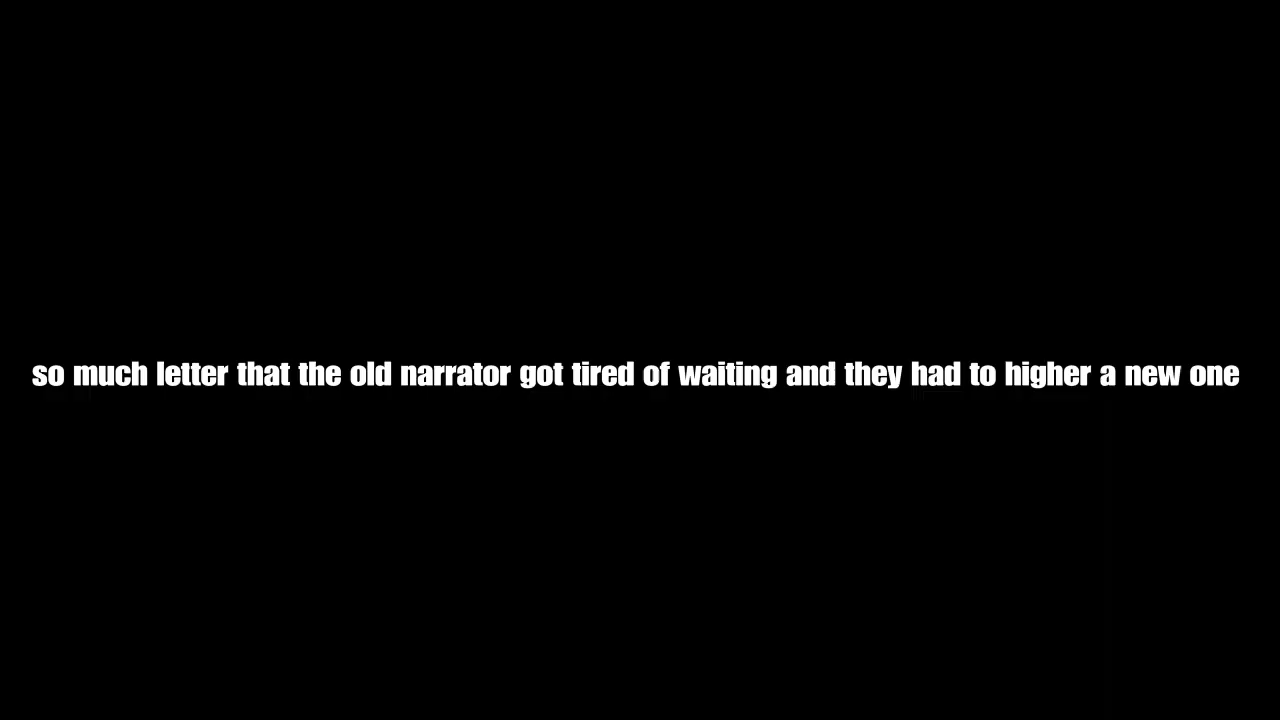 so much letter that the old narrator got tired of waiting and they had to higher a new one